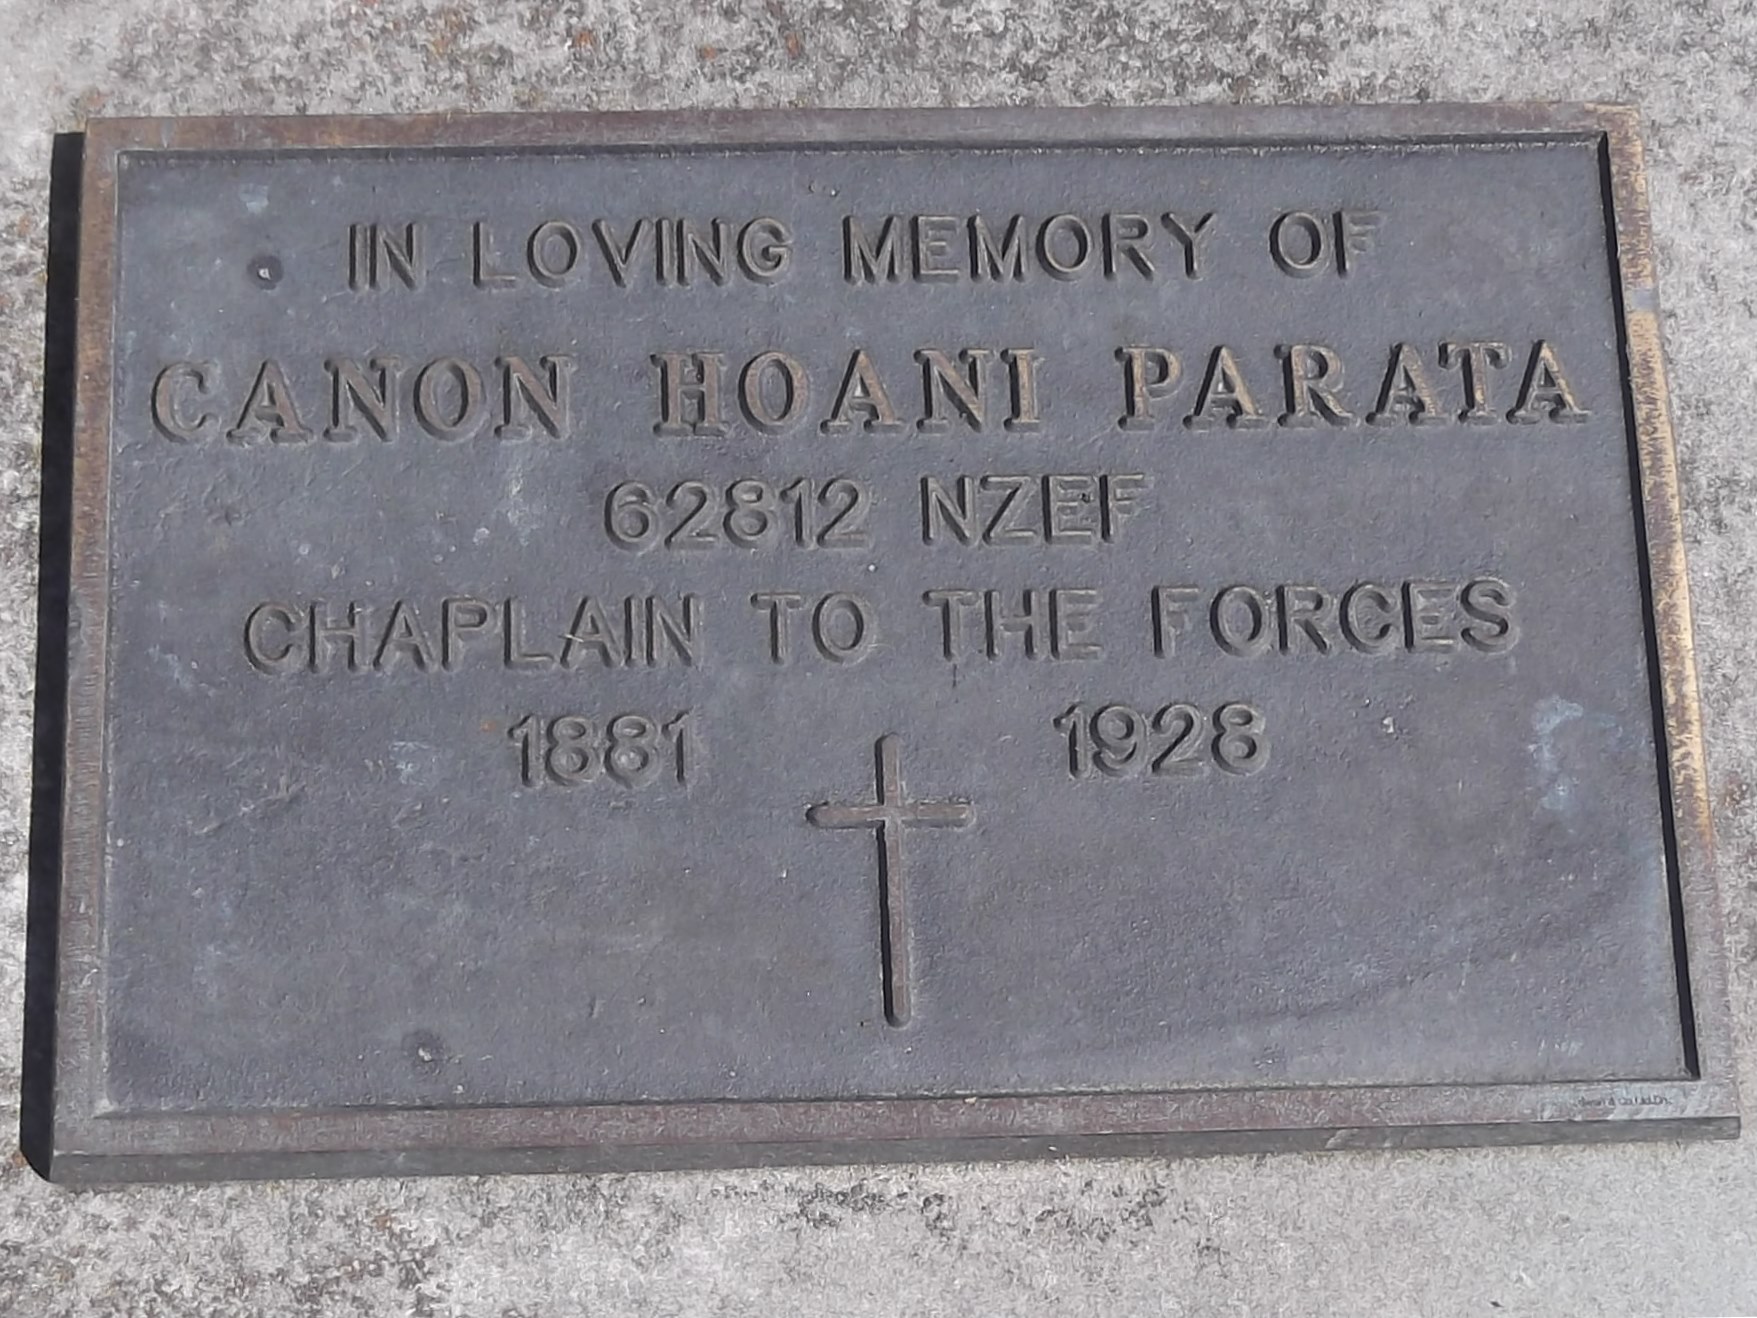 IN LOVING MEMORY OF
CANON HOANI PARATA
62812 NZEF
CHAPLAIN TO THE FORCES
1881 1928